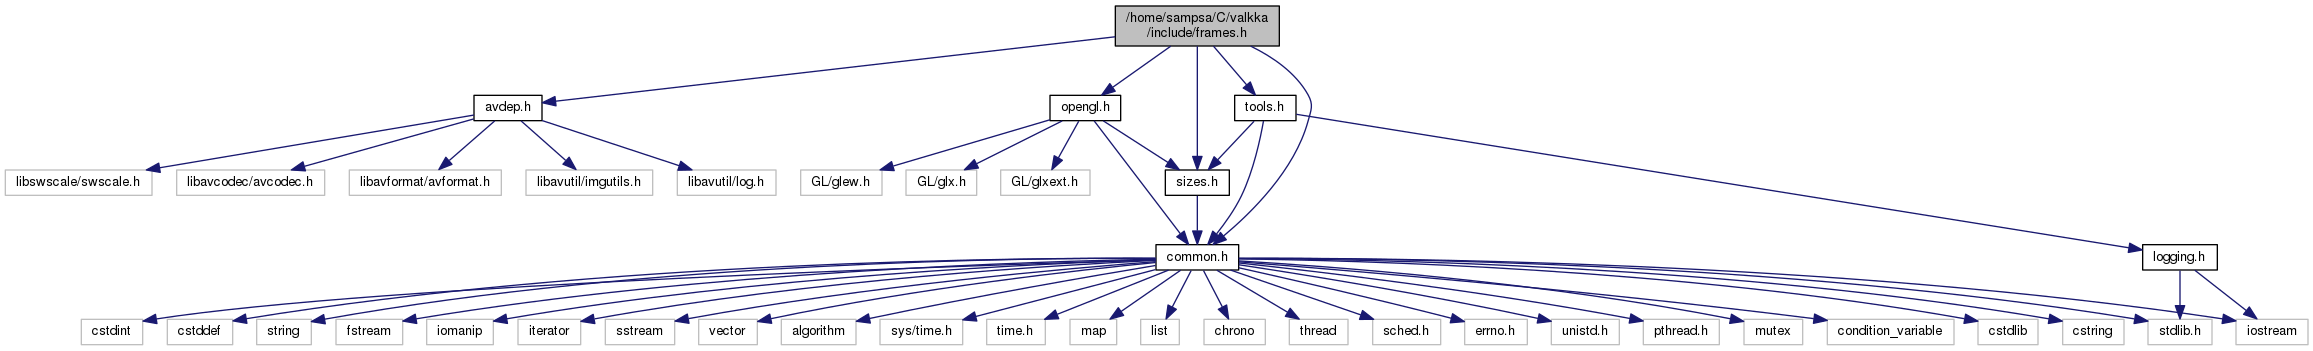 /home/sampsa/C/valkka
/include/frames.h
avdep.h
opengl.h
tools.h
libswscale/swscale.h
libavcodec/avcodec.h
libavformat/avformat.h
libavutil/imgutils.h
libavutil/log.h
GL/glew.h
GL/glx.h
GL/glxext.h
sizes.h
common.h
logging.h
cstdint
cstddef
string
fstream
iomanip
iterator
sstream
vector
algorithm
sys/time.h
time.h
map
list
chrono
thread
sched.h
errno.h
unistd.h
pthread.h
mutex
condition_variable
cstdlib
cstring
stdlib.h
iostream